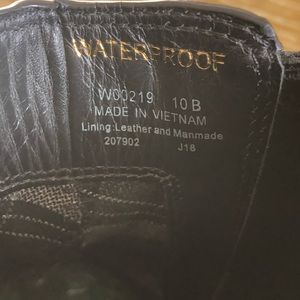 WATERPROOF
W00219 10 B
MADE IN VIETNAM
Lining:Leather and Manmade
207902 J18